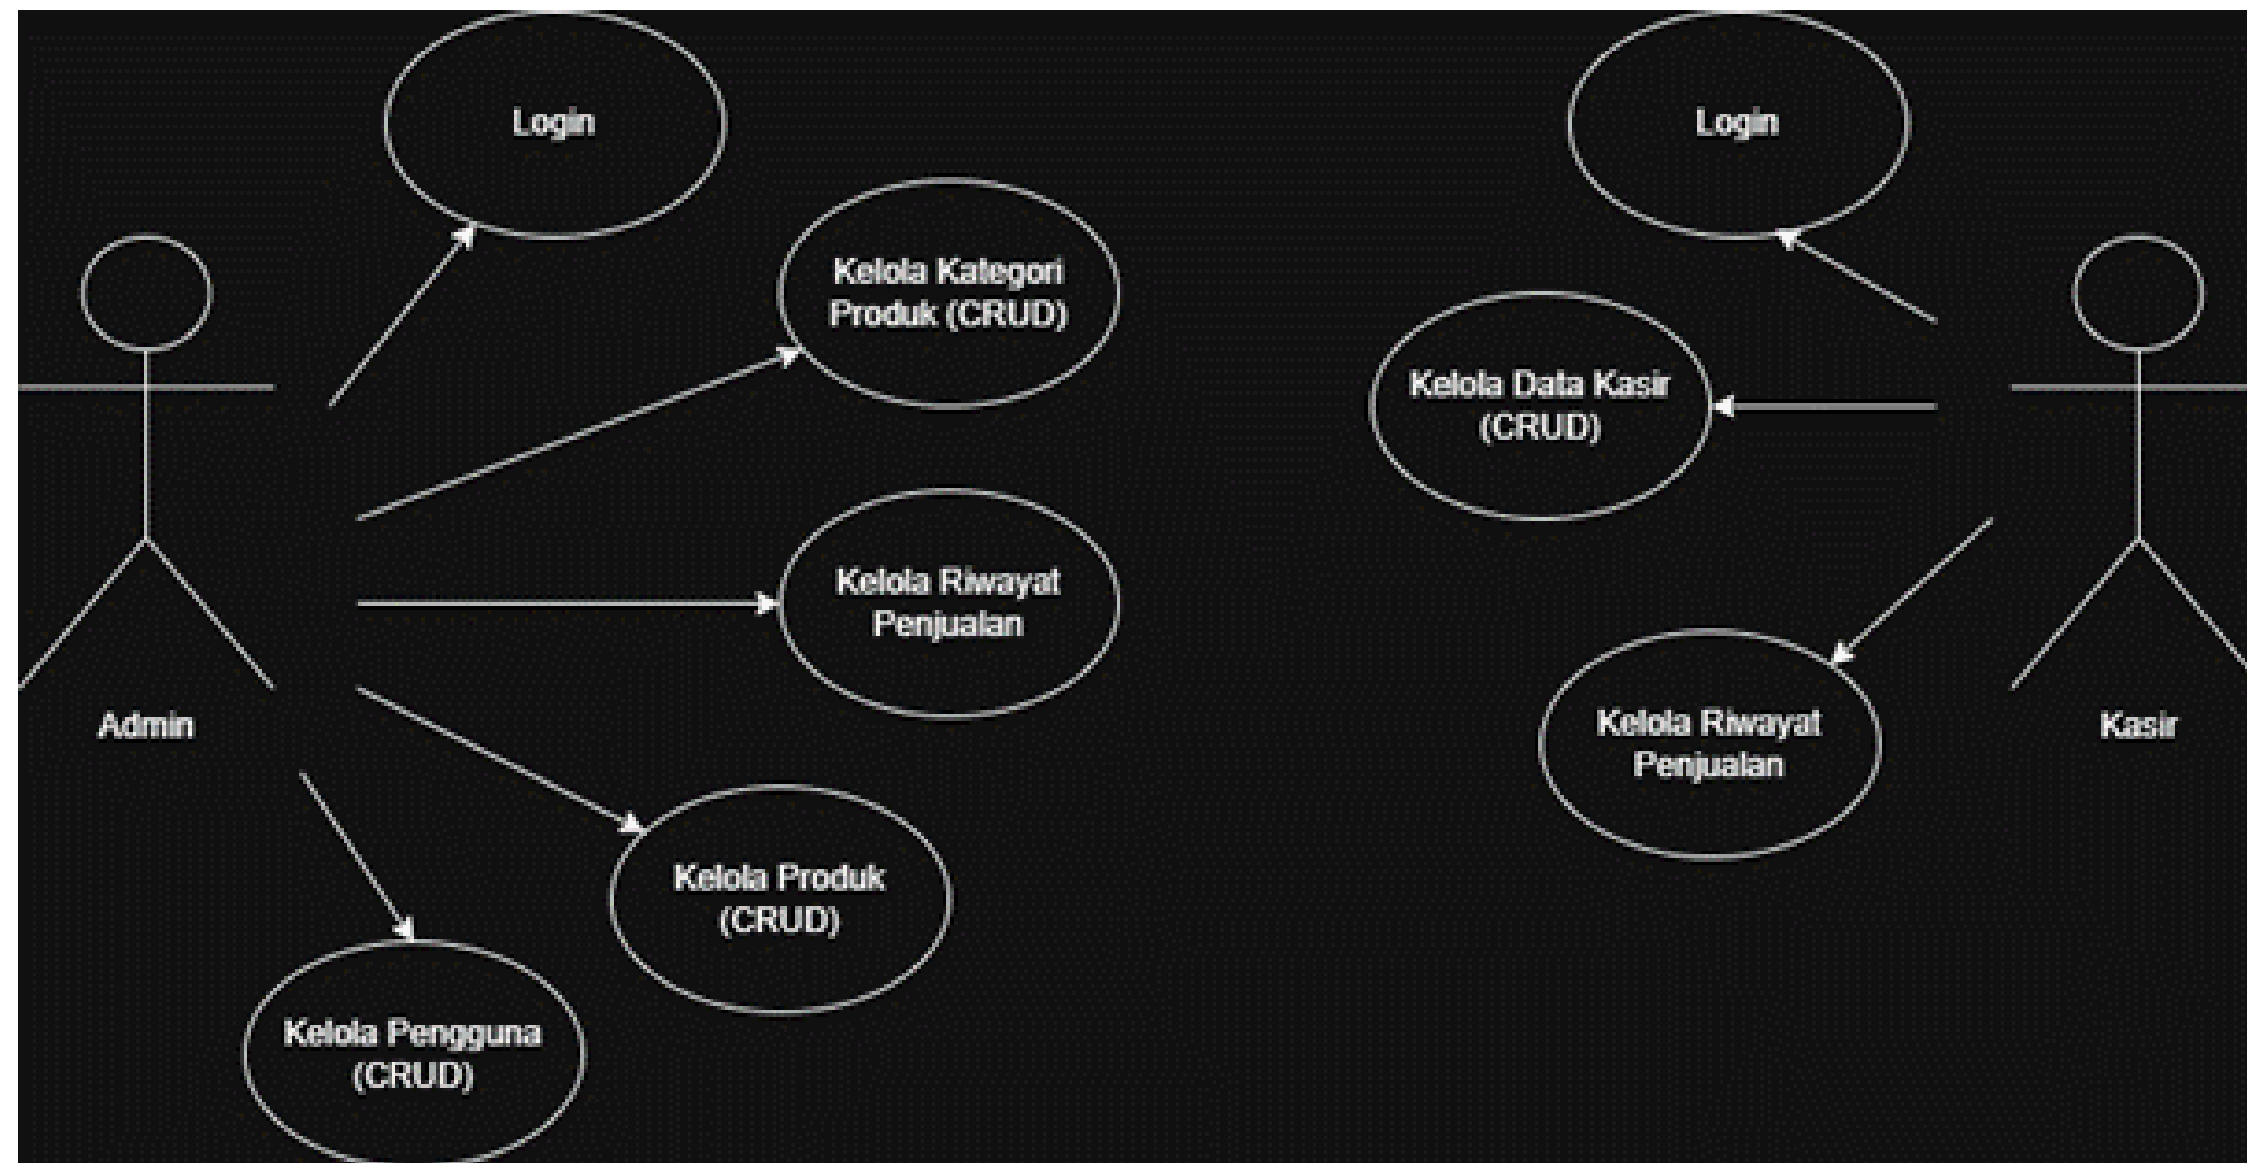 Login
Login
Kelola Kategori
Produk (CRUD)
Kelola Data Kasir
(CRUD)
Kelola Riwayat
Penjualan
Admin
Kelola Riwayat
Penjualan
Kasir
Kelola Produk
(CRUD)
Kelola Pengguna
(CRUD)